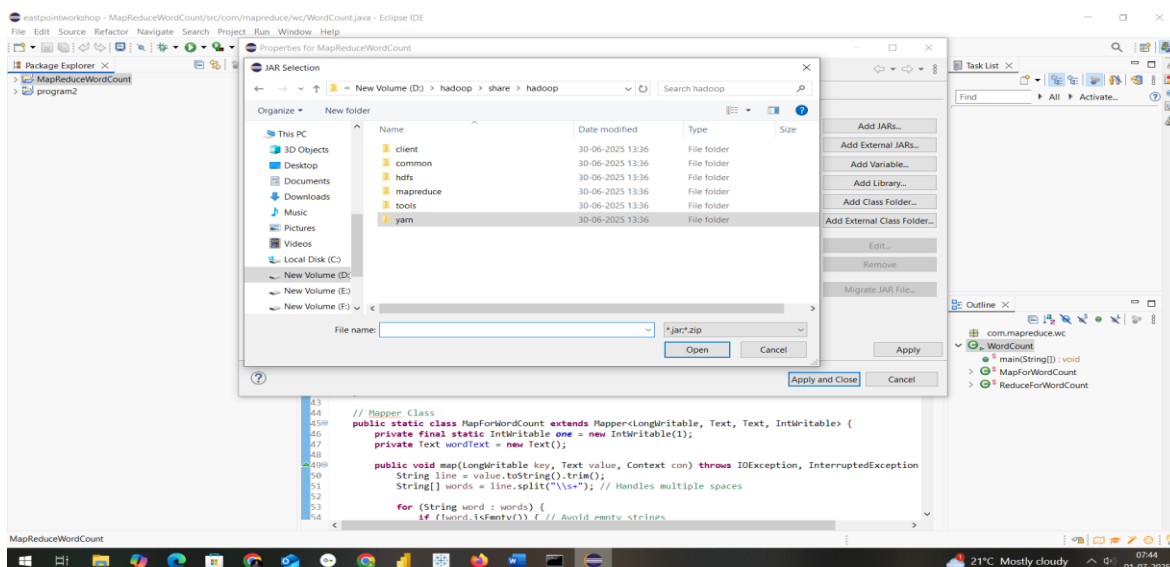 eastpointworkshop - MapReduceWordCount/src/com/mapreduce/wc/WordCount.java - Eclipse IDE
File Edit Source Refactor Navigate Search Project Run Window Help
Package Explorer
MapReduceWordCount
program2
Properties for MapReduceWordCount
JAR Selection
« New Volume (D:) > hadoop > share > hadoop
Search hadoop
Organize
New folder
This PC
3D Objects
Desktop
Documents
Downloads
Music
Pictures
Videos
Local Disk (C:)
New Volume (D:
New Volume (E:)
New Volume (F:)
Name Date modified Type Size
client 30-06-2025 13:36 File folder
common 30-06-2025 13:36 File folder
hdfs 30-06-2025 13:36 File folder
mapreduce 30-06-2025 13:36 File folder
tools 30-06-2025 13:36 File folder
yarn 30-06-2025 13:36 File folder
File name:
*.jar;*.zip
Open Cancel
Add JARs...
Add External JARs...
Add Variable...
Add Library...
Add Class Folder...
Add External Class Folder...
Edit...
Remove
Migrate JAR File...
Apply
Apply and Close Cancel
Task List
Find All Activate...
Outline
com.mapreduce.wc
WordCount
main(String[]) : void
MapForWordCount
ReduceForWordCount
43
44 // Mapper Class
45 public static class MapForWordCount extends Mapper<LongWritable, Text, Text, IntWritable> {
46 private final static IntWritable one = new IntWritable(1);
47 private Text wordText = new Text();
48
49 public void map(LongWritable key, Text value, Context con) throws IOException, InterruptedException
50 String line = value.toString().trim();
51 String[] words = line.split("\\s+"); // Handles multiple spaces
52
53 for (String word : words) {
54 if (!word.isEmpty()) { // Avoid empty strings
MapReduceWordCount
21°C Mostly cloudy
07:44